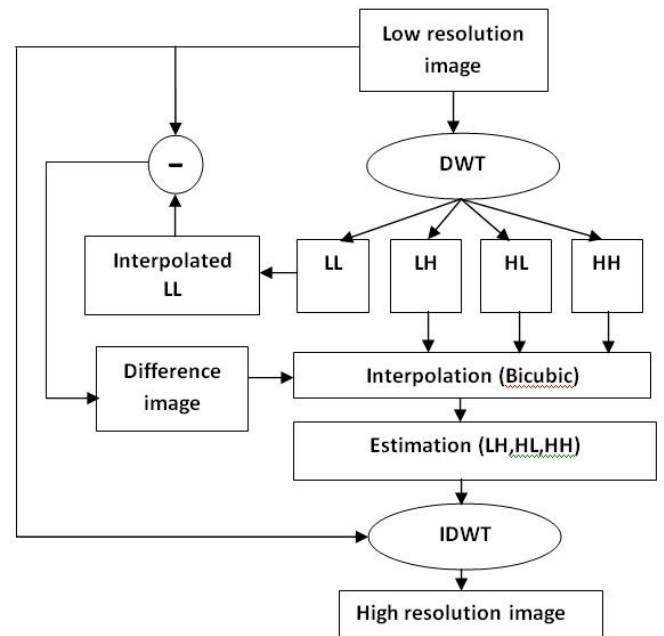 Low resolution
image
DWT
–
Interpolated
LL
LL
LH
HL
HH
Difference
image
Interpolation (Bicubic)
Estimation (LH,HL,HH)
IDWT
High resolution image